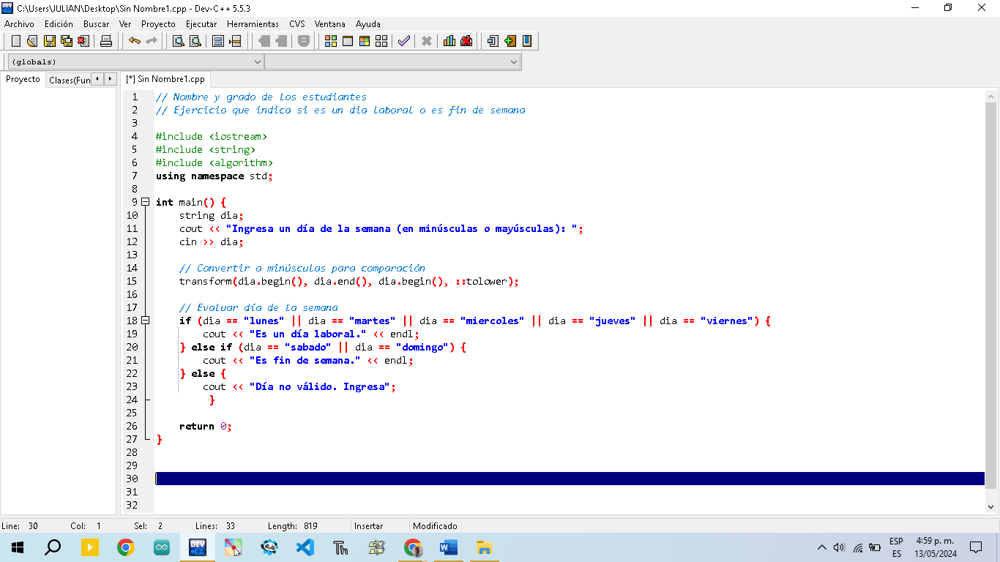 C:\Users\JULIAN\Desktop\Sin Nombre1.cpp - Dev-C++ 5.5.3
Archivo Edición Buscar Ver Proyecto Ejecutar Herramientas CVS Ventana Ayuda
(globals)
Proyecto Clases(Fun [*] Sin Nombre1.cpp
1 // Nombre y grado de los estudiantes
2 // Ejercicio que indica si es un dia laboral o es fin de semana
3
4 #include <iostream>
5 #include <string>
6 #include <algorithm>
7 using namespace std;
8
9 int main() {
10 string dia;
11 cout << "Ingresa un día de la semana (en minúsculas o mayúsculas): ";
12 cin >> dia;
13
14 // Convertir a minúsculas para comparación
15 transform(dia.begin(), dia.end(), dia.begin(), ::tolower);
16
17 // Evaluar día de la semana
18 if (dia == "lunes" || dia == "martes" || dia == "miercoles" || dia == "jueves" || dia == "viernes") {
19 cout << "Es un día laboral." << endl;
20 } else if (dia == "sabado" || dia == "domingo") {
21 cout << "Es fin de semana." << endl;
22 } else {
23 cout << "Día no válido. Ingresa";
24 }
25
26 return 0;
27 }
28
29
30
31
32
Line: 30 Col: 1 Sel: 2 Lines: 33 Length: 819 Insertar Modificado
DEV Th W ESP 4:59 p. m.
ES 13/05/2024